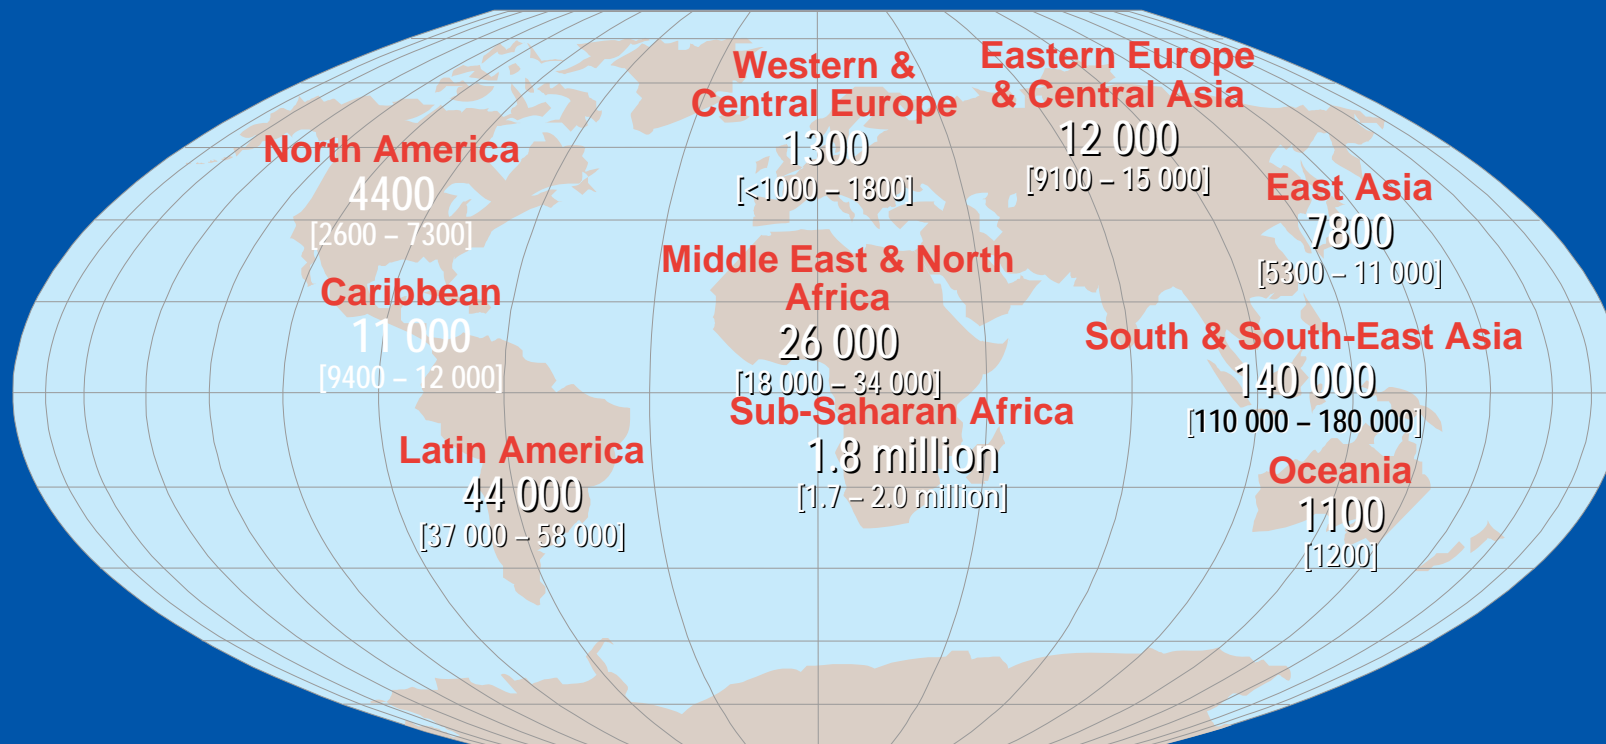 Western &
Central Europe
1300
[<1000 – 1800]
Eastern Europe
& Central Asia
12 000
[9100 – 15 000]
North America
4400
[2600 – 7300]
East Asia
7800
[5300 – 11 000]
Middle East & North
Africa
26 000
[18 000 – 34 000]
Caribbean
11 000
[9400 – 12 000]
South & South-East Asia
140 000
[110 000 – 180 000]
Sub-Saharan Africa
1.8 million
[1.7 – 2.0 million]
Latin America
44 000
[37 000 – 58 000]
Oceania
1100
[1200]